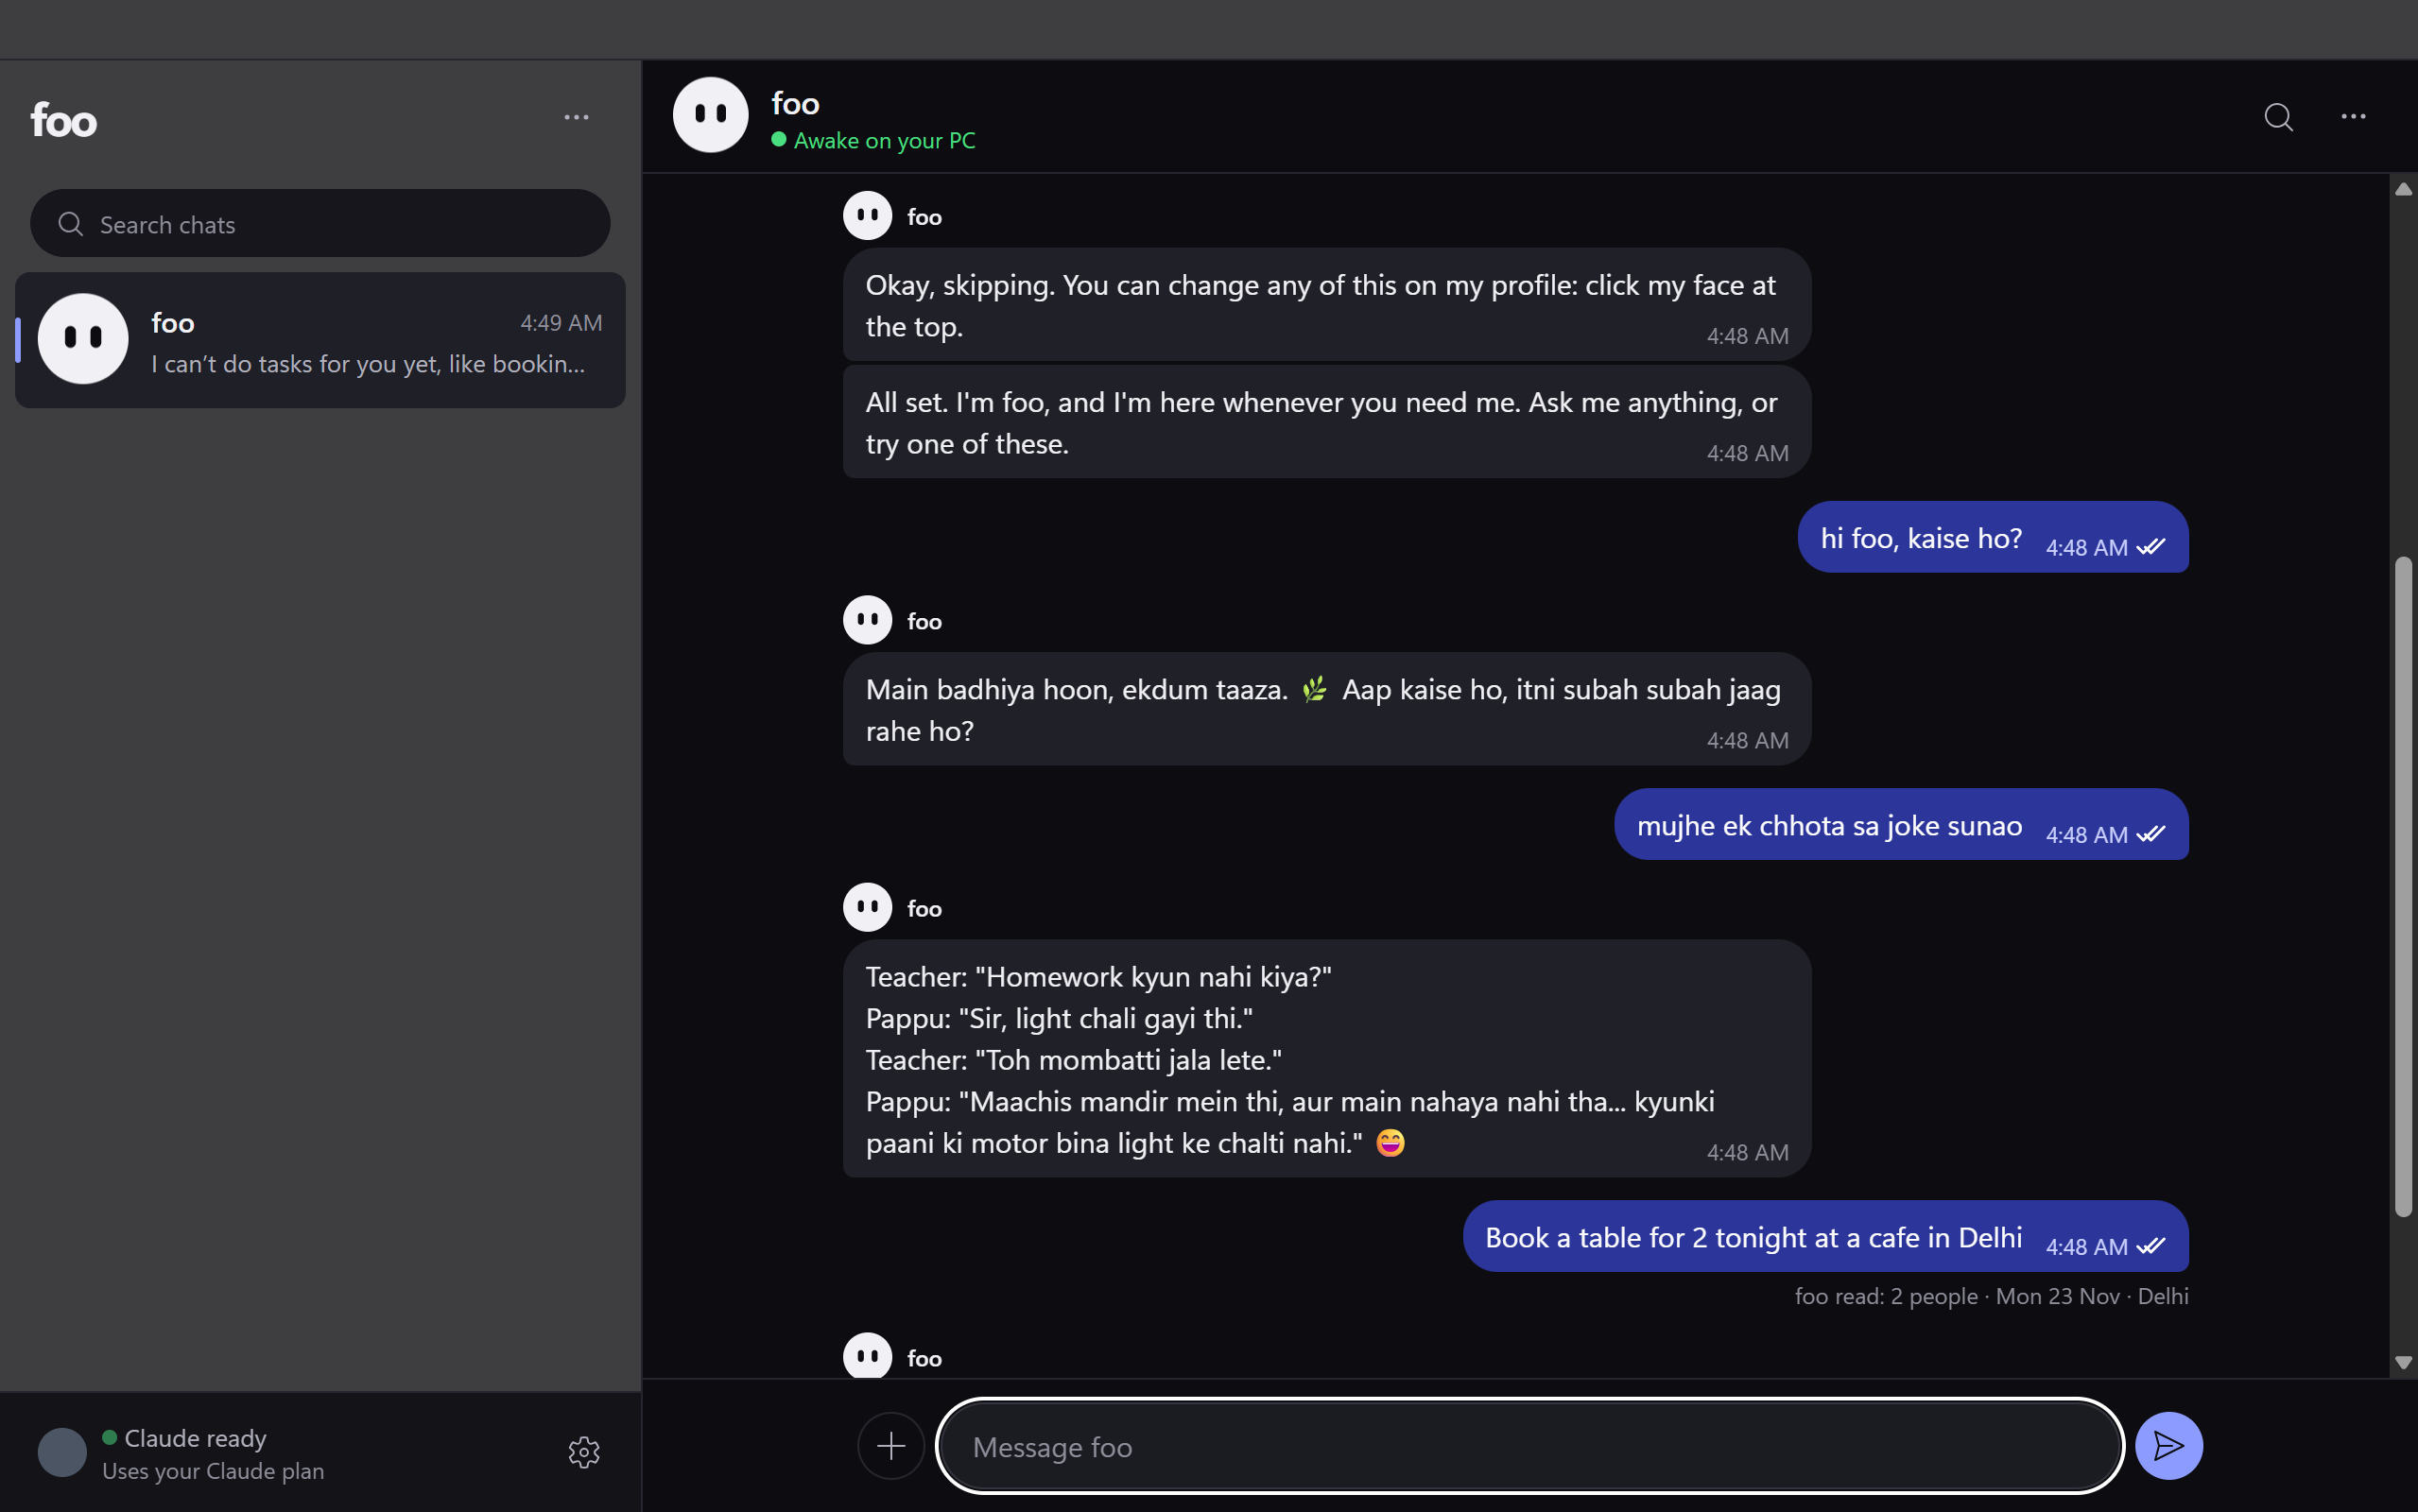 foo
Search chats
foo 4:49 AM
I can’t do tasks for you yet, like bookin...
Claude ready
Uses your Claude plan
foo
Awake on your PC
foo
Okay, skipping. You can change any of this on my profile: click my face at
the top.
4:48 AM
All set. I'm foo, and I'm here whenever you need me. Ask me anything, or
try one of these.
4:48 AM
hi foo, kaise ho? 4:48 AM
foo
Main badhiya hoon, ekdum taaza. 🌿 Aap kaise ho, itni subah subah jaag
rahe ho?
4:48 AM
mujhe ek chhota sa joke sunao 4:48 AM
foo
Teacher: "Homework kyun nahi kiya?"
Pappu: "Sir, light chali gayi thi."
Teacher: "Toh mombatti jala lete."
Pappu: "Maachis mandir mein thi, aur main nahaya nahi tha... kyunki
paani ki motor bina light ke chalti nahi." 😄
4:48 AM
Book a table for 2 tonight at a cafe in Delhi 4:48 AM
foo read: 2 people · Mon 23 Nov · Delhi
foo
Message foo